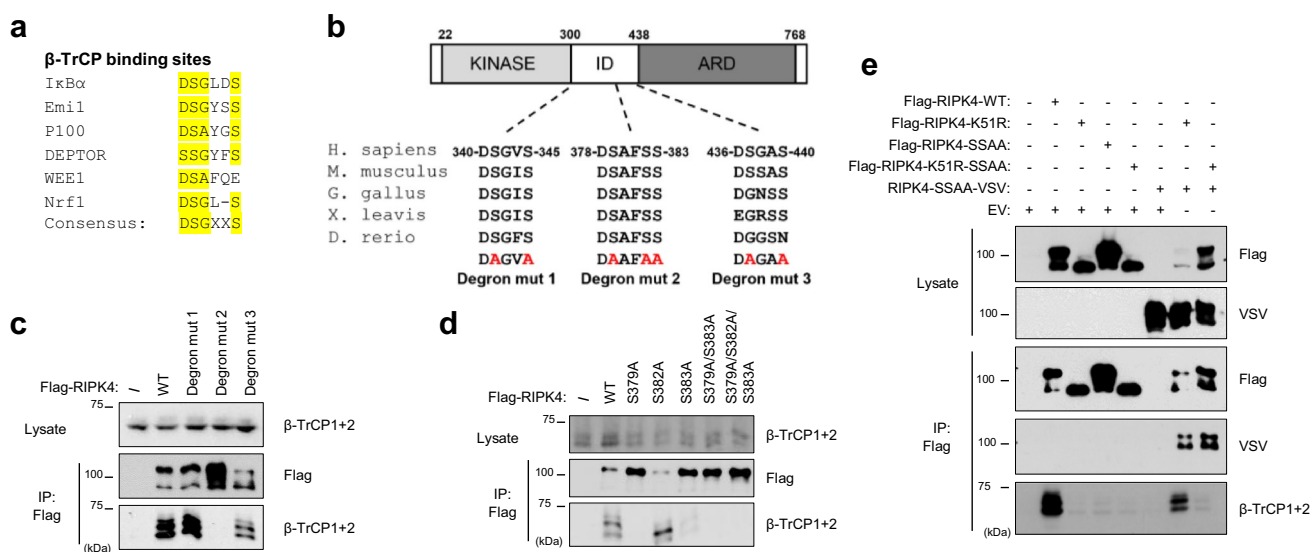 a
β-TrCP binding sites
IκBα DSGLDS
Emi1 DSGYSS
P100 DSAYGS
DEPTOR SSGYFS
WEE1 DSAFQE
Nrf1 DSGL-S
Consensus: DSGXXS
b
22 300 438 768
KINASE ID ARD
H. sapiens 340-DSGVS-345 378-DSAFSS-383 436-DSGAS-440
M. musculus DSGIS DSAFSS DSSAS
G. gallus DSGIS DSAFSS DGNSS
X. leavis DSGIS DSAFSS EGRSS
D. rerio DSGFS DSAFSS DGGSN
DAGVA DAAFAA DAGAA
Degron mut 1 Degron mut 2 Degron mut 3
c
Flag-RIPK4: / WT Degron mut 1 Degron mut 2 Degron mut 3
75
Lysate β-TrCP1+2
100 Flag
IP: Flag
75
β-TrCP1+2
(kDa)
d
Flag-RIPK4: / WT S379A S382A S383A S379A/S383A S379A/S382A/S383A
75
Lysate β-TrCP1+2
100 Flag
IP: Flag
75
β-TrCP1+2
(kDa)
e
Flag-RIPK4-WT: - + - - - - - -
Flag-RIPK4-K51R: - - + - - - + -
Flag-RIPK4-SSAA: - - - + - - - -
Flag-RIPK4-K51R-SSAA: - - - - + - - +
RIPK4-SSAA-VSV: - - - - - + + +
EV: + + + + + + - -
Lysate
100 Flag
100 VSV
IP: Flag
100 Flag
100 VSV
75
β-TrCP1+2
(kDa)